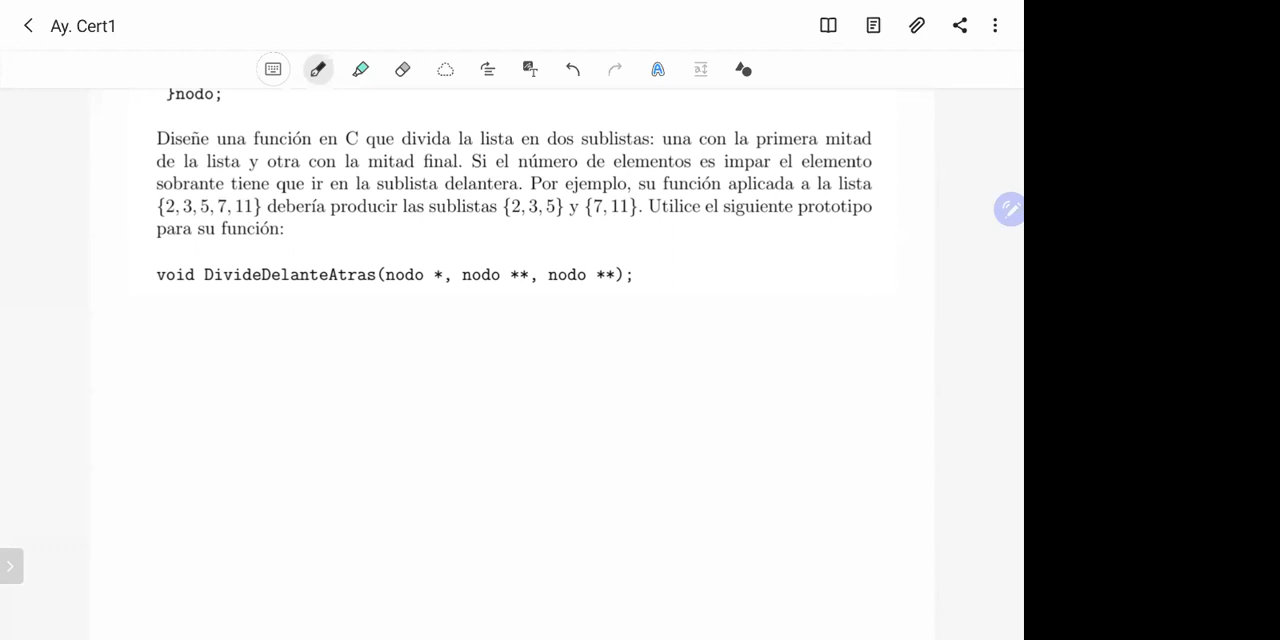 Ay. Cert1
}nodo;
Diseñe una función en C que divida la lista en dos sublistas: una con la primera mitad
de la lista y otra con la mitad final. Si el número de elementos es impar el elemento
sobrante tiene que ir en la sublista delantera. Por ejemplo, su función aplicada a la lista
{2, 3, 5, 7, 11} debería producir las sublistas {2, 3, 5} y {7, 11}. Utilice el siguiente prototipo
para su función:
void DivideDelanteAtras(nodo *, nodo **, nodo **);